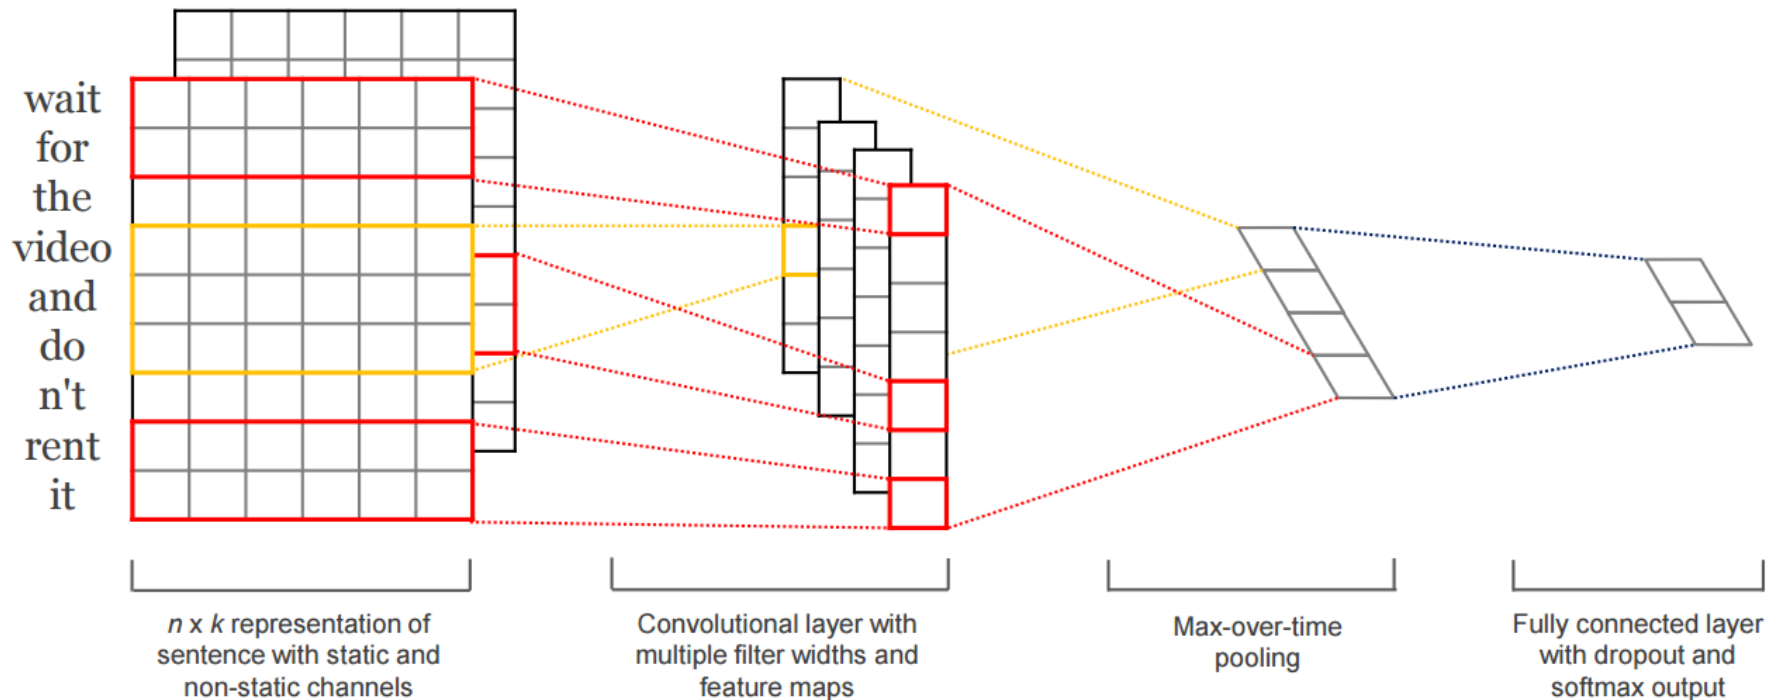 wait
for
the
video
and
do
n't
rent
it
n x k representation of
sentence with static and
non-static channels
Convolutional layer with
multiple filter widths and
feature maps
Max-over-time
pooling
Fully connected layer
with dropout and
softmax output